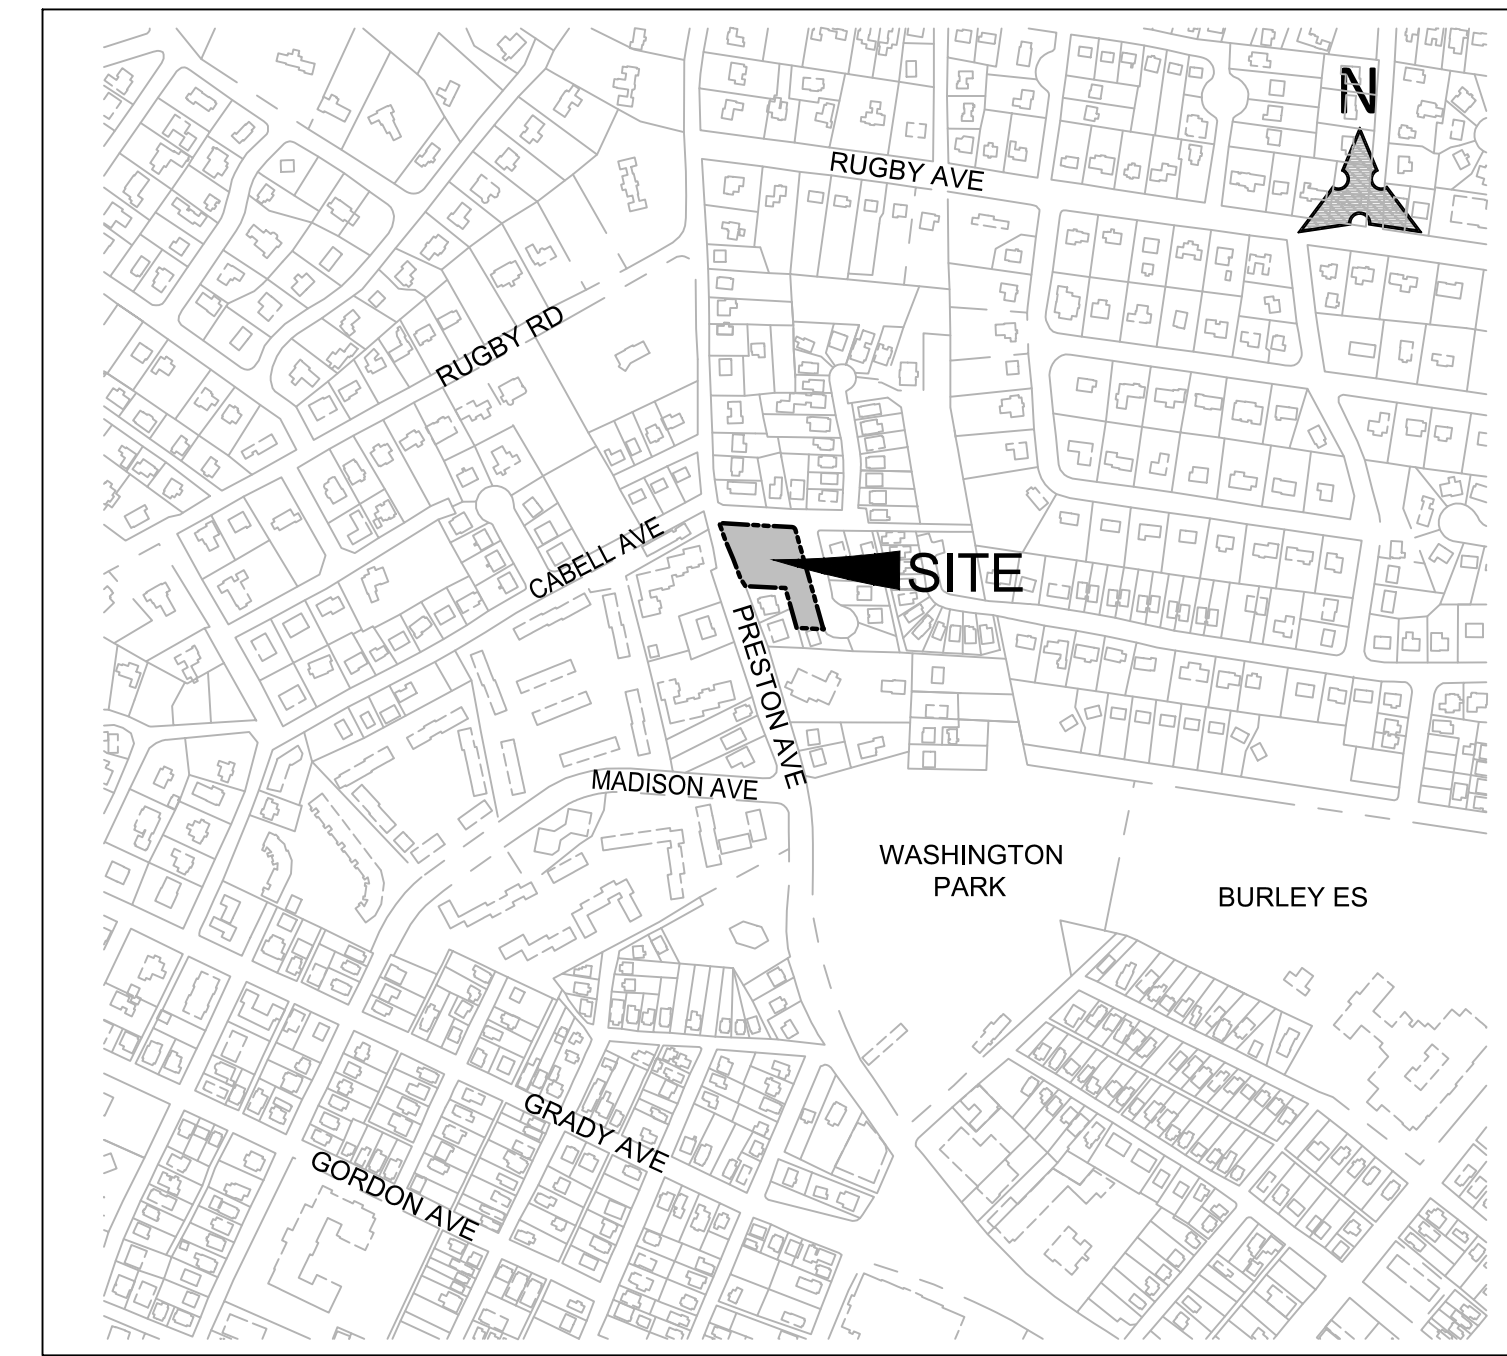 N
RUGBY AVE
RUGBY RD
CABELL AVE
SITE
PRESTON AVE
MADISON AVE
WASHINGTON
PARK
BURLEY ES
GRADY AVE
GORDON AVE